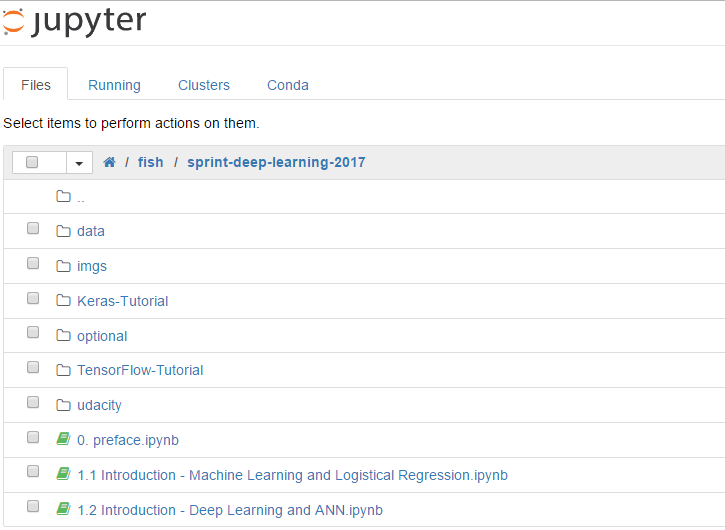 jupyter
Files Running Clusters Conda
Select items to perform actions on them.
/ fish / sprint-deep-learning-2017
..
data
imgs
Keras-Tutorial
optional
TensorFlow-Tutorial
udacity
0. preface.ipynb
1.1 Introduction - Machine Learning and Logistical Regression.ipynb
1.2 Introduction - Deep Learning and ANN.ipynb